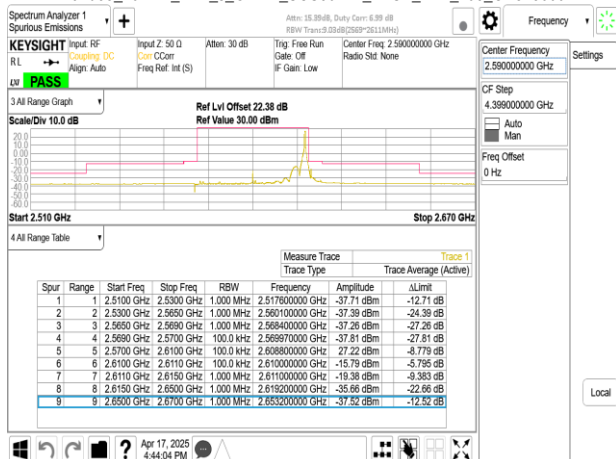 Spectrum Analyzer 1
Spurious Emissions
Attn: 15.39dB, Duty Corr: 6.99 dB
RBW Trans:9.03dB(2569~2611MHz)
Frequency
KEYSIGHT
Input: RF
Coupling: DC
Align: Auto
Input Z: 50 Ω
Corr CCorr
Freq Ref: Int (S)
Atten: 30 dB
Trig: Free Run
Gate: Off
IF Gain: Low
Center Freq: 2.590000000 GHz
Radio Std: None
RL
LXI
PASS
Center Frequency
2.590000000 GHz
Settings
CF Step
4.399000000 GHz
Auto
Man
Freq Offset
0 Hz
3 All Range Graph
Scale/Div 10.0 dB
Ref Lvl Offset 22.38 dB
Ref Value 30.00 dBm
20.0
10.0
0.00
-10.0
-20.0
-30.0
-40.0
-50.0
-60.0
Start 2.510 GHz
Stop 2.670 GHz
4 All Range Table
Measure Trace Trace 1
Trace Type Trace Average (Active)
Spur Range Start Freq Stop Freq RBW Frequency Amplitude ΔLimit
1 1 2.5100 GHz 2.5300 GHz 1.000 MHz 2.517600000 GHz -37.71 dBm -12.71 dB
2 2 2.5300 GHz 2.5650 GHz 1.000 MHz 2.560100000 GHz -37.39 dBm -24.39 dB
3 3 2.5650 GHz 2.5690 GHz 1.000 MHz 2.568400000 GHz -37.26 dBm -27.26 dB
4 4 2.5690 GHz 2.5700 GHz 100.0 kHz 2.569970000 GHz -37.81 dBm -27.81 dB
5 5 2.5700 GHz 2.6100 GHz 100.0 kHz 2.608800000 GHz 27.22 dBm -8.779 dB
6 6 2.6100 GHz 2.6110 GHz 100.0 kHz 2.610000000 GHz -15.79 dBm -5.795 dB
7 7 2.6110 GHz 2.6150 GHz 1.000 MHz 2.611000000 GHz -19.38 dBm -9.383 dB
8 8 2.6150 GHz 2.6500 GHz 1.000 MHz 2.619200000 GHz -35.66 dBm -22.66 dB
9 9 2.6500 GHz 2.6700 GHz 1.000 MHz 2.653200000 GHz -37.52 dBm -12.52 dB
Local
Apr 17, 2025
4:44:04 PM